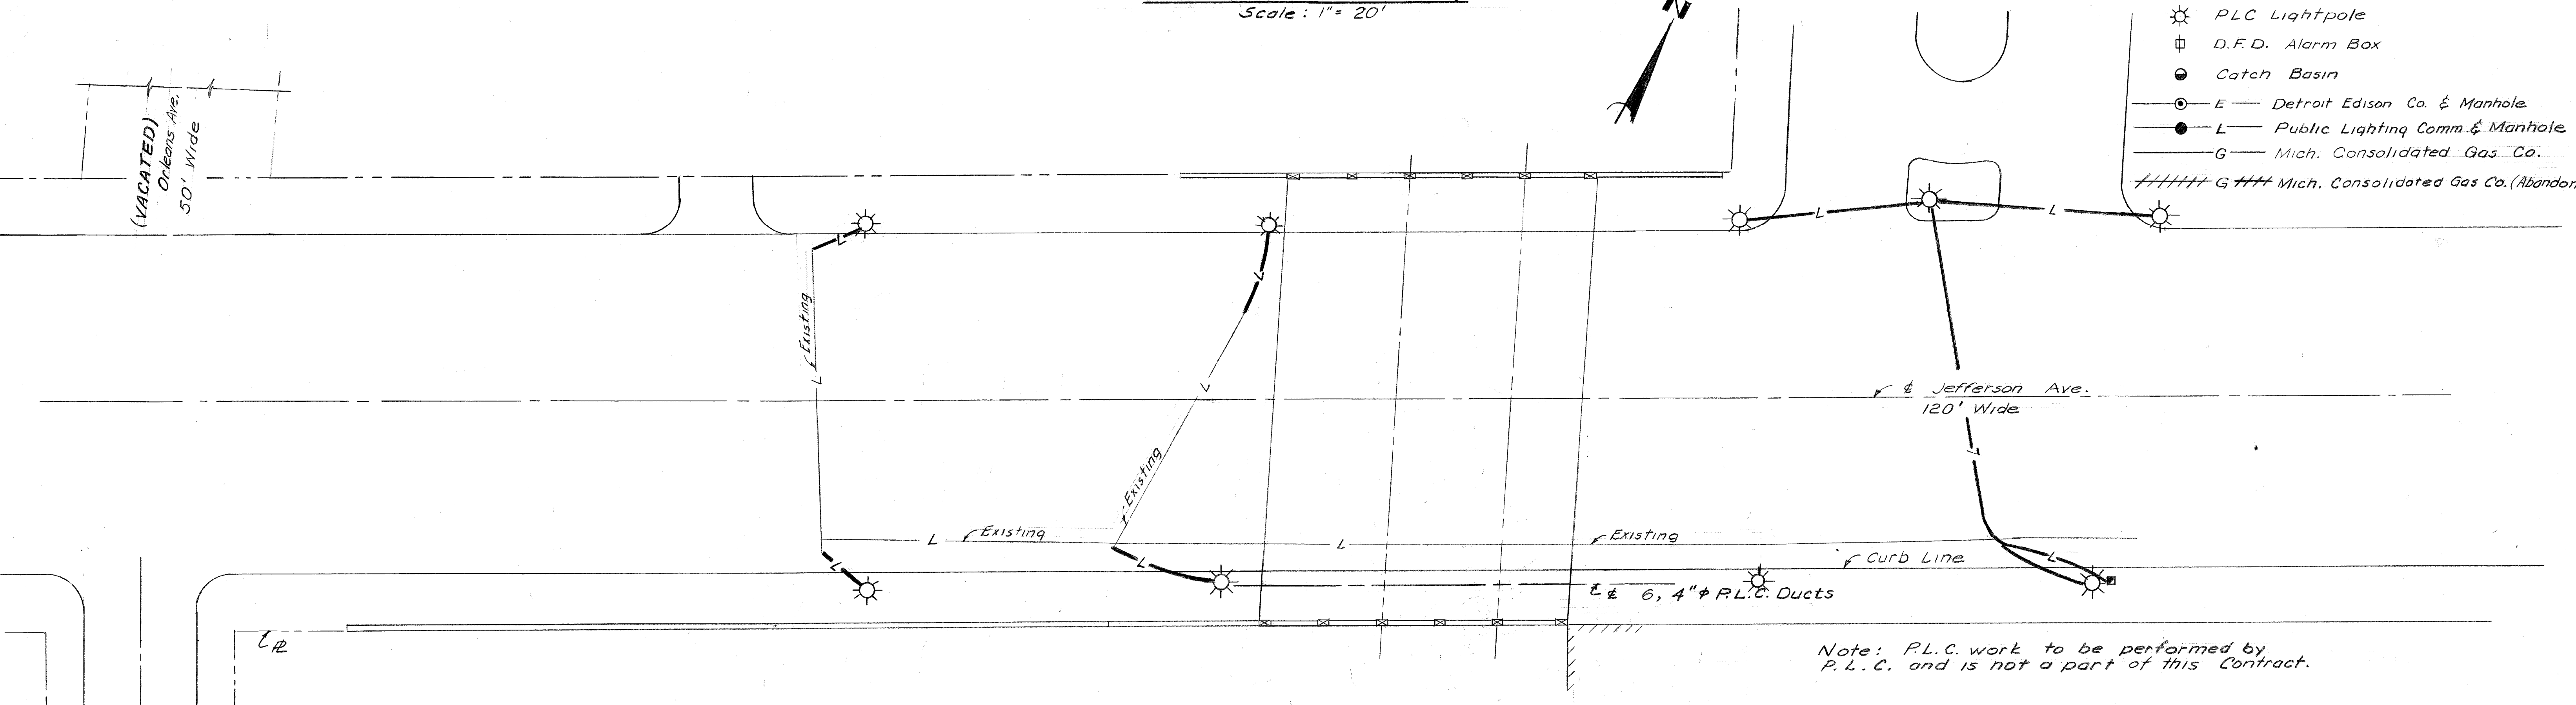 Scale: 1" = 20'
N
PLC Lightpole
D.F.D. Alarm Box
Catch Basin
E Detroit Edison Co. & Manhole
L Public Lighting Comm. & Manhole
G Mich. Consolidated Gas Co.
G Mich. Consolidated Gas Co. (Abandon
(VACATED)
Orleans Ave.
50' Wide
L
L
L
L
Existing
L
L
Existing
℄ Jefferson Ave.
120' Wide
L
L
Existing
L
Existing
Curb Line
L
L
L
℄ 6, 4"φ P.L.C. Ducts
PL
Note: P.L.C. work to be performed by
P.L.C. and is not a part of this Contract.